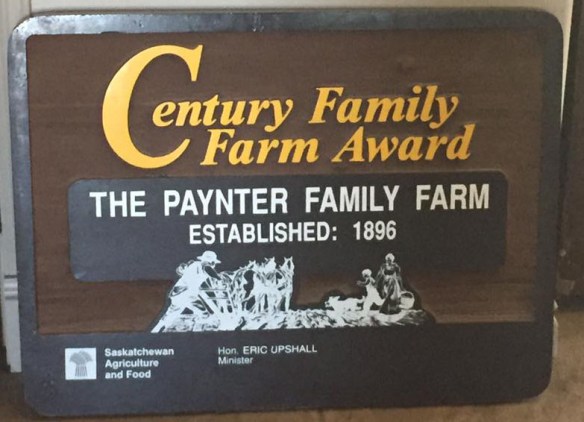 Century Family
Farm Award
THE PAYNTER FAMILY FARM
ESTABLISHED: 1896
Saskatchewan
Agriculture
and Food
Hon. ERIC UPSHALL
Minister